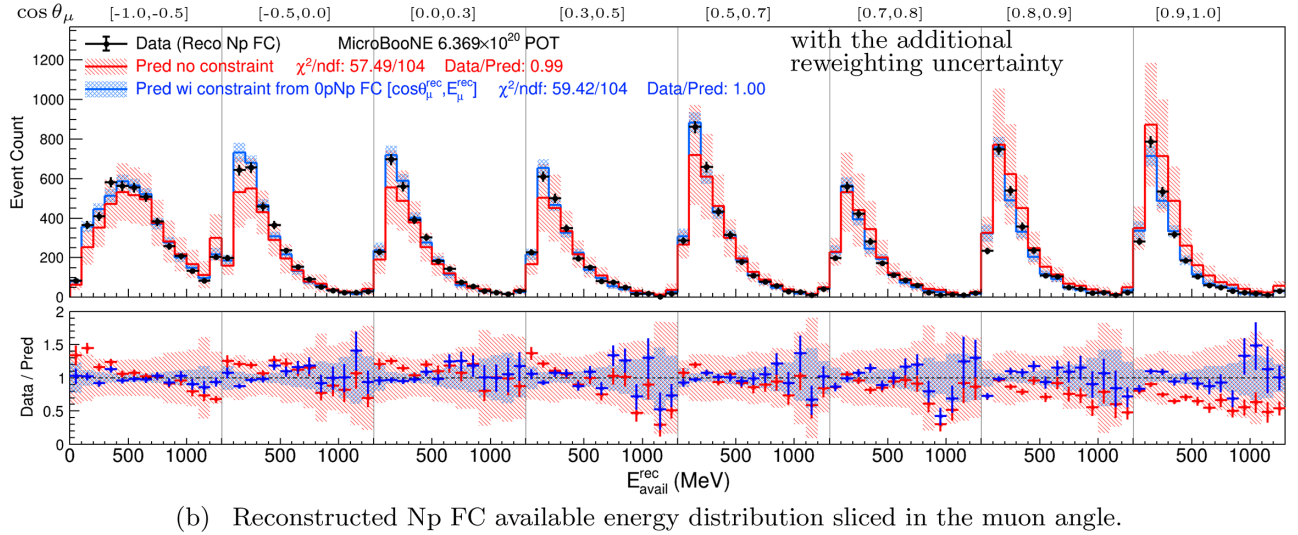 cos θμ [-1.0,-0.5] [-0.5,0.0] [0.0,0.3] [0.3,0.5] [0.5,0.7] [0.7,0.8] [0.8,0.9] [0.9,1.0]
Data (Reco Np FC) MicroBooNE 6.369×10²⁰ POT
with the additional
reweighting uncertainty
Pred no constraint χ²/ndf: 57.49/104 Data/Pred: 0.99
Pred wi constraint from 0pNp FC [cosθμ^rec,Eμ^rec] χ²/ndf: 59.42/104 Data/Pred: 1.00
Event Count
1200
1000
800
600
400
200
0
Data / Pred
2
1.5
1
0.5
0
0 500 1000 500 1000 500 1000 500 1000 500 1000 500 1000 500 1000 500 1000
E^rec_avail (MeV)
(b) Reconstructed Np FC available energy distribution sliced in the muon angle.